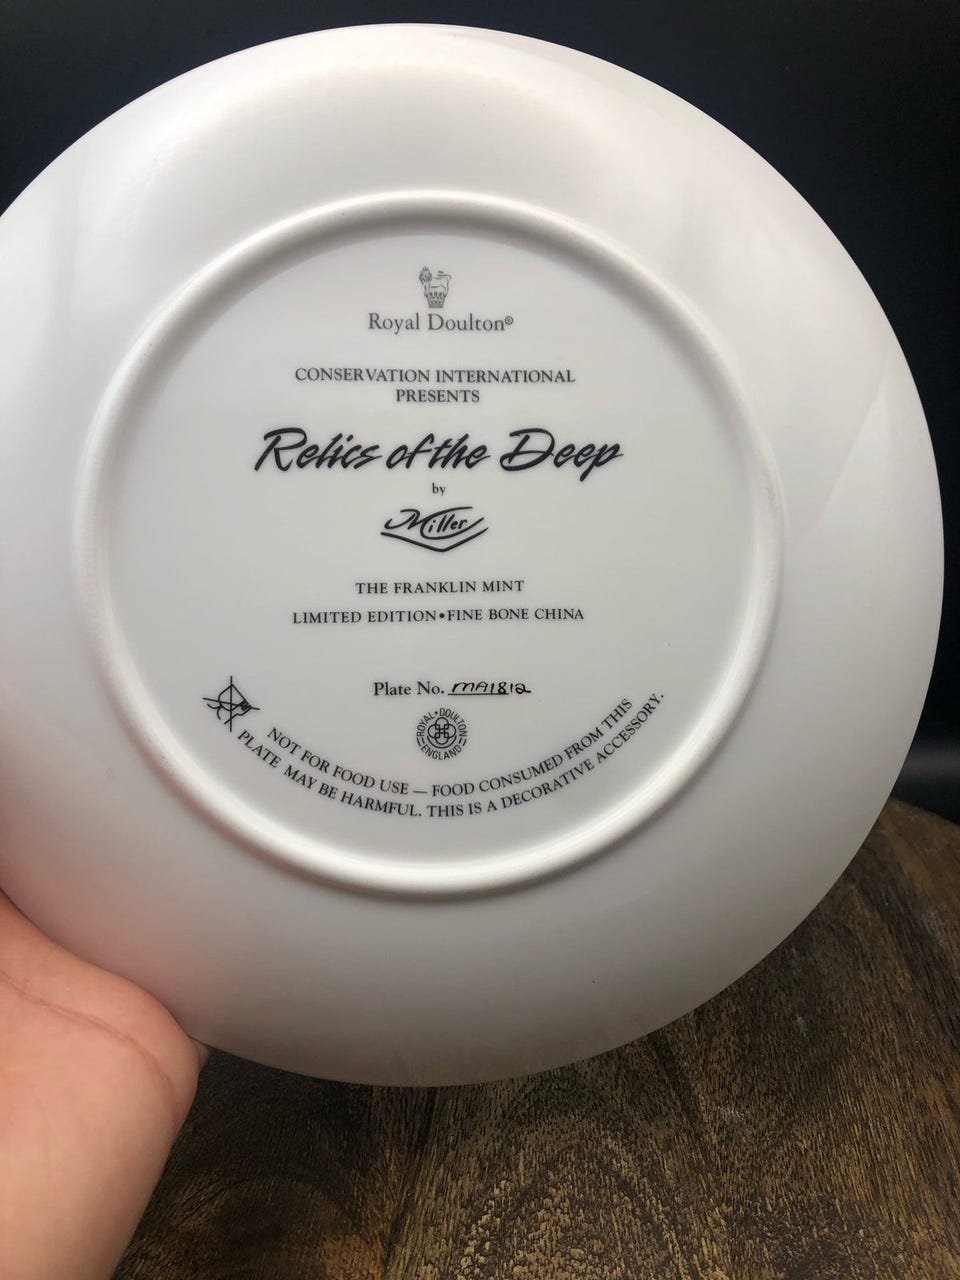 Royal Doulton®
CONSERVATION INTERNATIONAL
PRESENTS
Relics of the Deep
by
Miller
THE FRANKLIN MINT
LIMITED EDITION•FINE BONE CHINA
Plate No. MA1812
ROYAL•DOULTON
ENGLAND
NOT FOR FOOD USE — FOOD CONSUMED FROM THIS
PLATE MAY BE HARMFUL. THIS IS A DECORATIVE ACCESSORY.